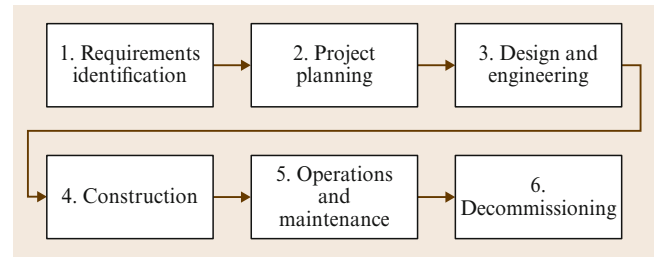 1. Requirements
identification
2. Project
planning
3. Design and
engineering
4. Construction
5. Operations
and
maintenance
6.
Decommissioning